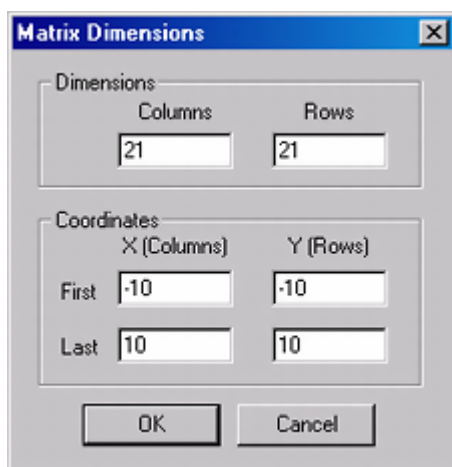 Matrix Dimensions
Dimensions
Columns Rows
21 21
Coordinates
X (Columns) Y (Rows)
First -10 -10
Last 10 10
OK Cancel